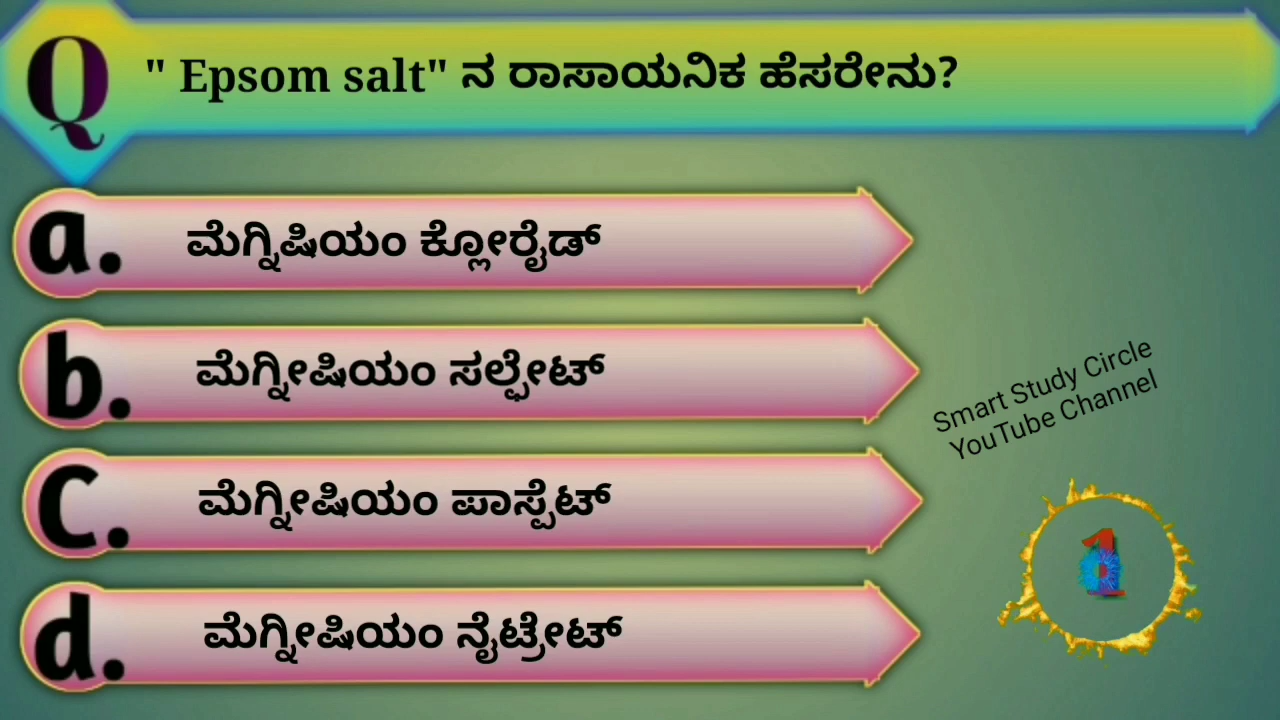 Q " Epsom salt" ನ ರಾಸಾಯನಿಕ ಹೆಸರೇನು?
a. ಮೆಗ್ನಿಷಿಯಂ ಕ್ಲೋರೈಡ್
b. ಮೆಗ್ನೀಷಿಯಂ ಸಲ್ಫೇಟ್
C. ಮೆಗ್ನೀಷಿಯಂ ಪಾಸ್ಪೆಟ್
d. ಮೆಗ್ನೀಷಿಯಂ ನೈಟ್ರೇಟ್
Smart Study Circle
YouTube Channel